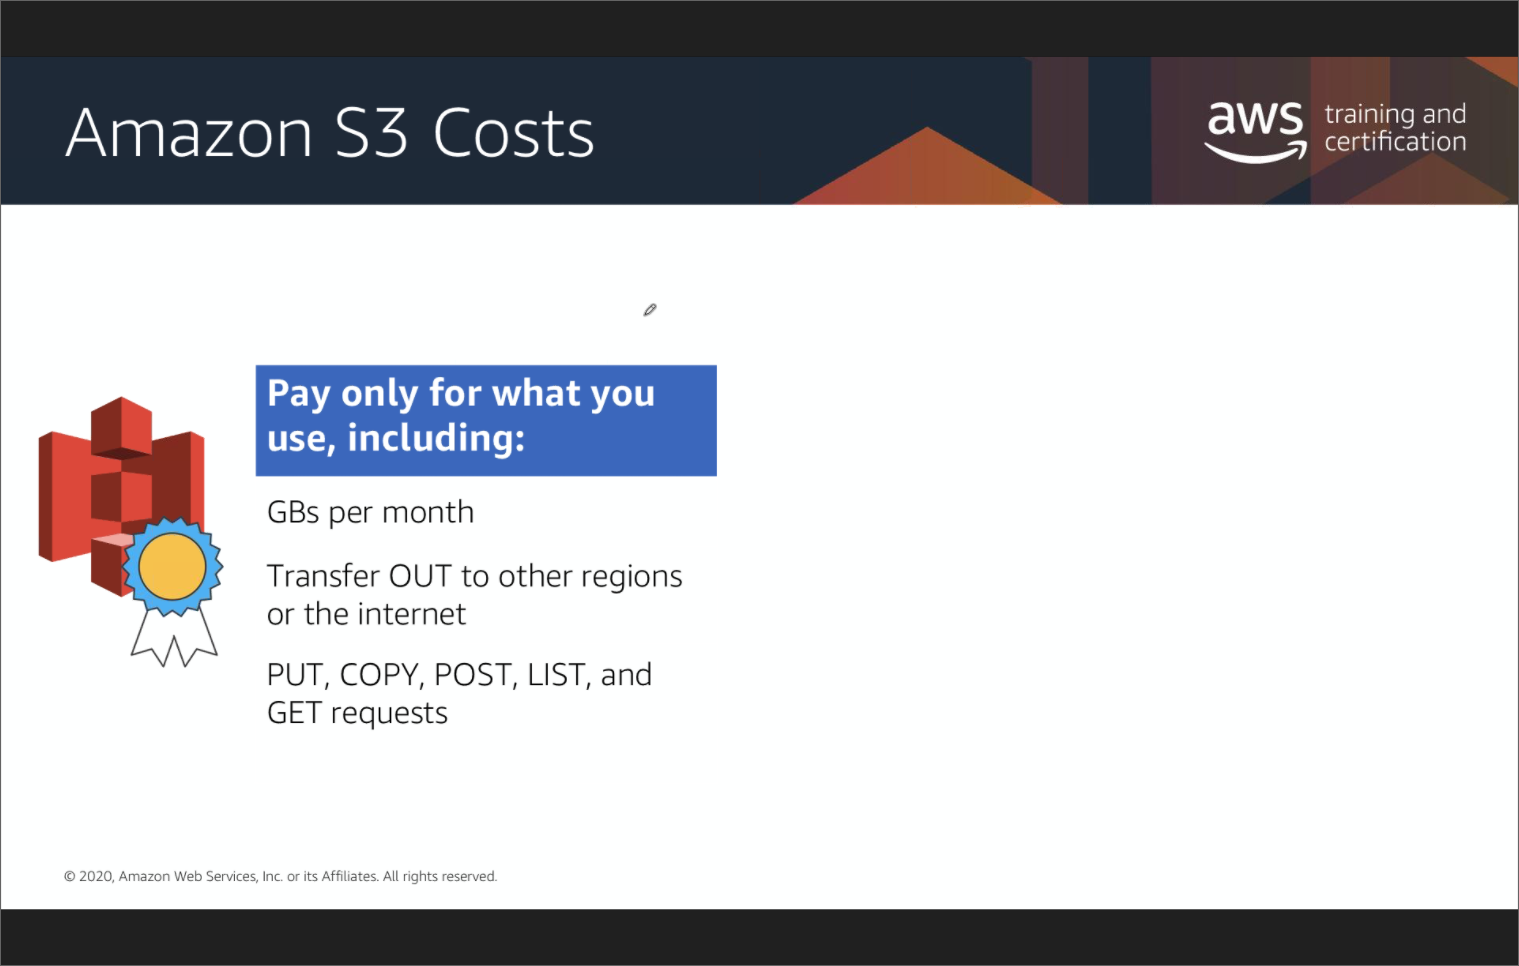 Amazon S3 Costs
aws training and
certification
Pay only for what you
use, including:
GBs per month
Transfer OUT to other regions
or the internet
PUT, COPY, POST, LIST, and
GET requests
© 2020, Amazon Web Services, Inc. or its Affiliates. All rights reserved.